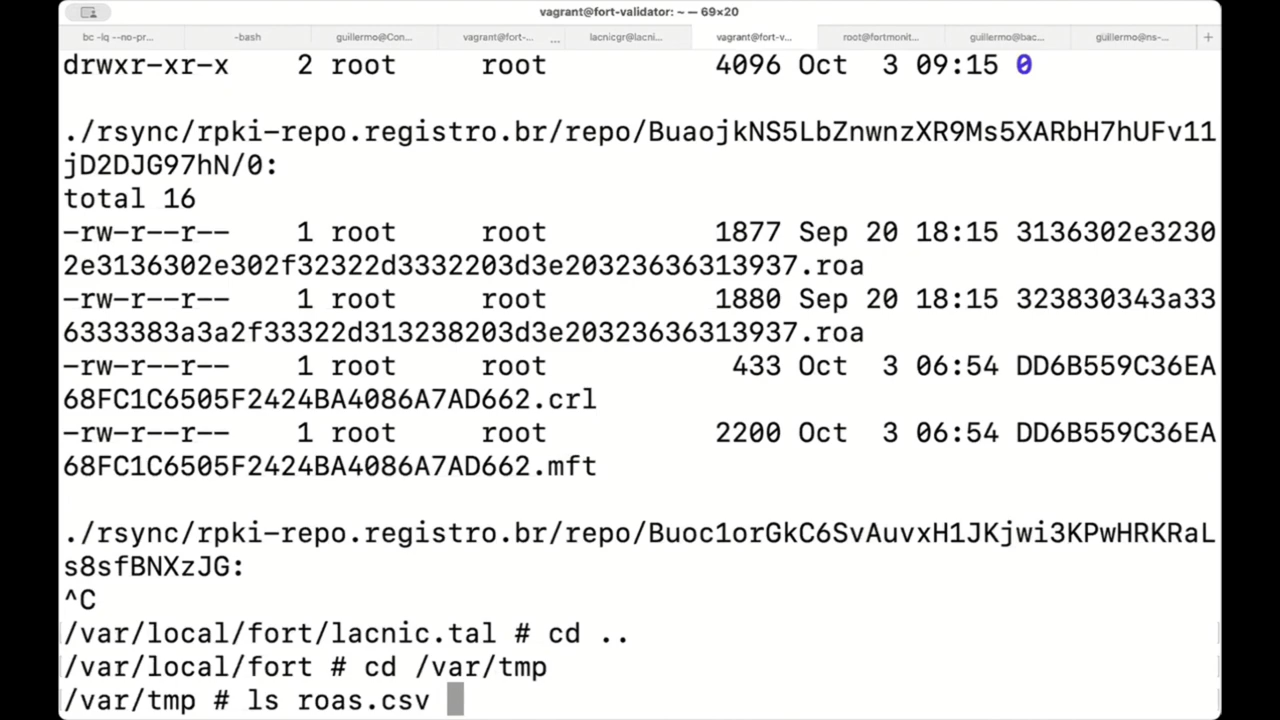 vagrant@fort-validator: ~ — 69×20
bc -lq --no-pr...
-bash
guillermo@Con...
vagrant@fort-...
...
lacnicgr@lacni...
vagrant@fort-v...
root@fortmonit...
guillermo@bac...
guillermo@ns-...
+
drwxr-xr-x    2 root     root            4096 Oct  3 09:15 0
./rsync/rpki-repo.registro.br/repo/BuaojkNS5LbZnwnzXR9Ms5XARbH7hUFv11
jD2DJG97hN/0:
total 16
-rw-r--r--    1 root     root            1877 Sep 20 18:15 3136302e3230
2e3136302e302f32322d3332203d3e20323636313937.roa
-rw-r--r--    1 root     root            1880 Sep 20 18:15 323830343a33
6333383a3a2f33322d313238203d3e20323636313937.roa
-rw-r--r--    1 root     root             433 Oct  3 06:54 DD6B559C36EA
68FC1C6505F2424BA4086A7AD662.crl
-rw-r--r--    1 root     root            2200 Oct  3 06:54 DD6B559C36EA
68FC1C6505F2424BA4086A7AD662.mft
./rsync/rpki-repo.registro.br/repo/Buoc1orGkC6SvAuvxH1JKjwi3KPwHRKRaL
s8sfBNXzJG:
^C
/var/local/fort/lacnic.tal # cd ..
/var/local/fort # cd /var/tmp
/var/tmp # ls roas.csv